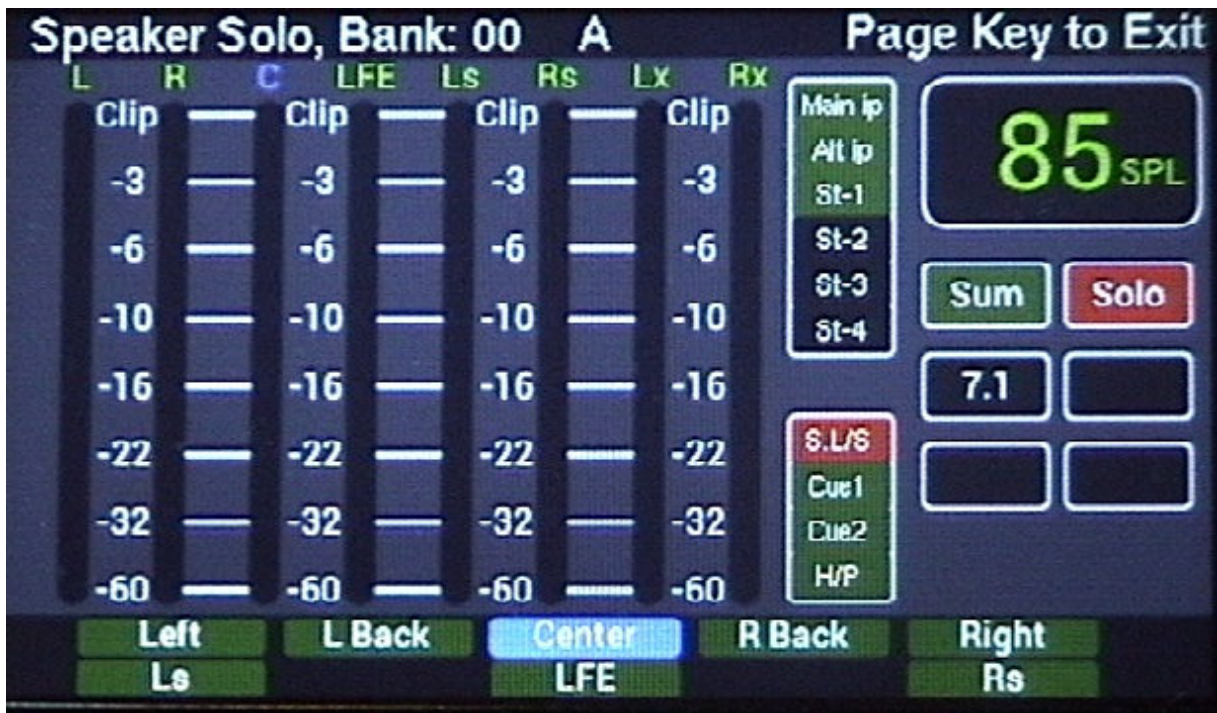 Speaker Solo, Bank: 00 A Page Key to Exit
L R C LFE Ls Rs Lx Rx
Clip Clip Clip Clip
-3 -3 -3 -3
-6 -6 -6 -6
-10 -10 -10 -10
-16 -16 -16 -16
-22 -22 -22 -22
-32 -32 -32 -32
-60 -60 -60 -60
Main ip
Alt ip
St-1
St-2
St-3
St-4
S.L/S
Cue1
Cue2
H/P
85 SPL
Sum Solo
7.1
Left L Back Center R Back Right
Ls LFE Rs